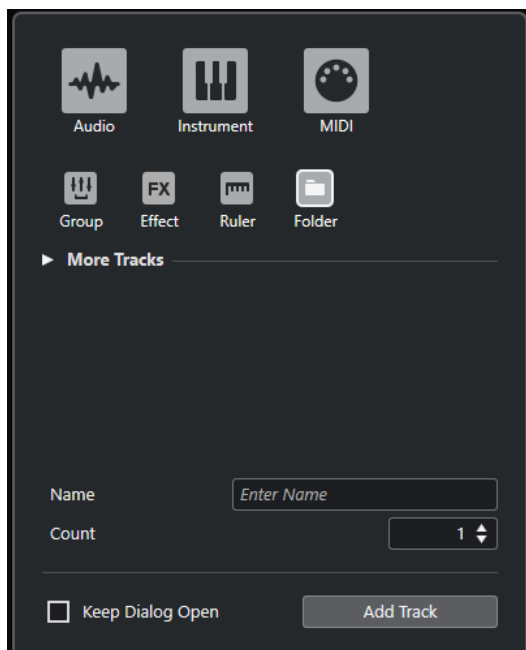 Audio Instrument MIDI
FX
Group Effect Ruler Folder
More Tracks
Name Enter Name
Count 1
Keep Dialog Open Add Track